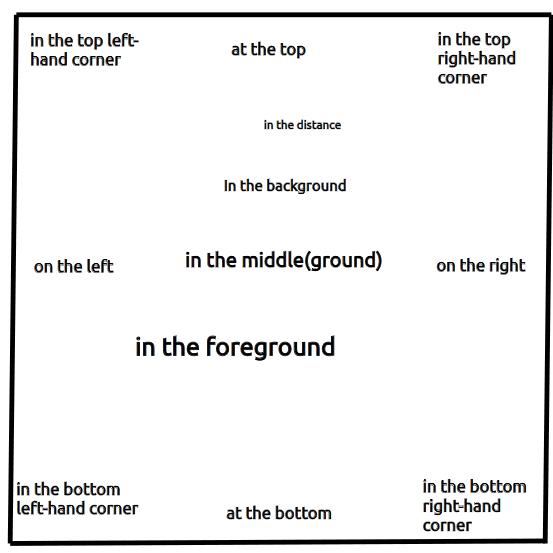 in the top left-
hand corner
at the top
in the top
right-hand
corner
in the distance
In the background
on the left
in the middle(ground)
on the right
in the foreground
in the bottom
left-hand corner
at the bottom
in the bottom
right-hand
corner